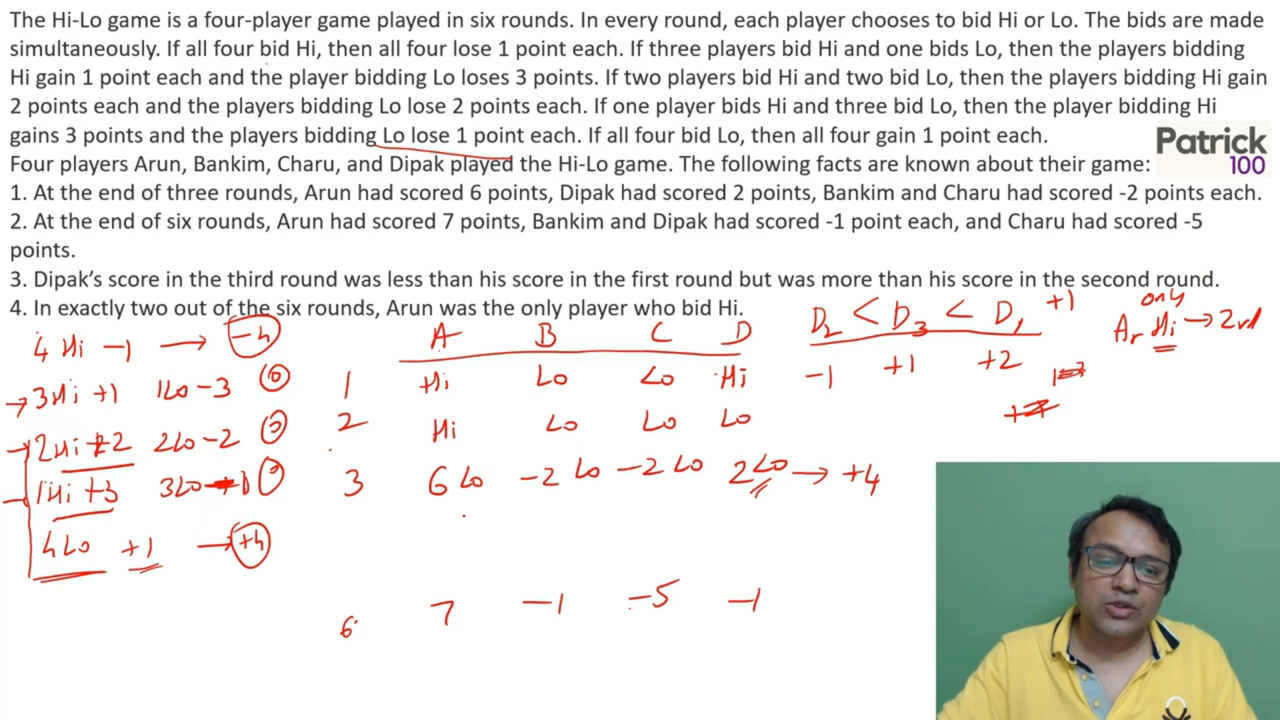 The Hi-Lo game is a four-player game played in six rounds. In every round, each player chooses to bid Hi or Lo. The bids are made
simultaneously. If all four bid Hi, then all four lose 1 point each. If three players bid Hi and one bids Lo, then the players bidding
Hi gain 1 point each and the player bidding Lo loses 3 points. If two players bid Hi and two bid Lo, then the players bidding Hi gain
2 points each and the players bidding Lo lose 2 points each. If one player bids Hi and three bid Lo, then the player bidding Hi
gains 3 points and the players bidding Lo lose 1 point each. If all four bid Lo, then all four gain 1 point each.
Patrick
100
Four players Arun, Bankim, Charu, and Dipak played the Hi-Lo game. The following facts are known about their game:
1. At the end of three rounds, Arun had scored 6 points, Dipak had scored 2 points, Bankim and Charu had scored -2 points each.
2. At the end of six rounds, Arun had scored 7 points, Bankim and Dipak had scored -1 point each, and Charu had scored -5
points.
3. Dipak's score in the third round was less than his score in the first round but was more than his score in the second round.
4. In exactly two out of the six rounds, Arun was the only player who bid Hi.
4 Hi -1 → -4
A B C D
D2 < D3 < D1 +1
only
Ar Hi → 2rd
→ 3Hi +1 1Lo -3
1 Hi Lo Lo Hi
-1 +1 +2
2Hi +2 2Lo -2
2 Hi Lo Lo Lo
1Hi +3 3Lo
3 6 Lo -2 Lo -2 Lo 2 Lo → +4
4Lo +1 → +4
6 7 -1 -5 -1